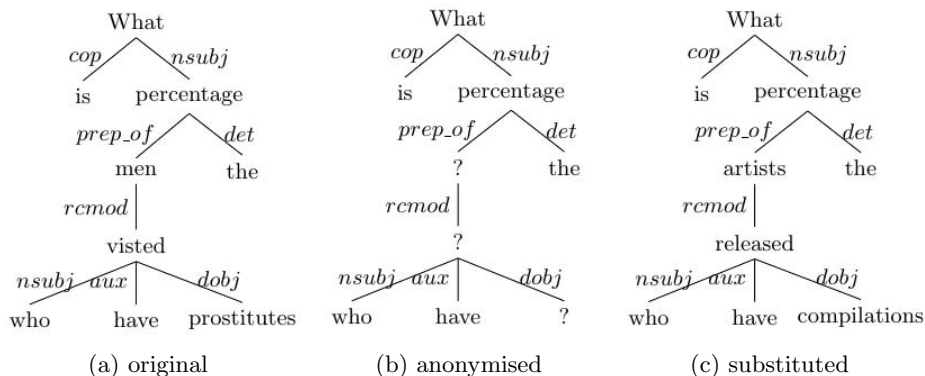 What What What
cop nsubj cop nsubj cop nsubj
is percentage is percentage is percentage
prep_of det prep_of det prep_of det
men the ? the artists the
rcmod rcmod rcmod
visted ? released
nsubj aux dobj nsubj aux dobj nsubj aux dobj
who have prostitutes who have ? who have compilations
(a) original (b) anonymised (c) substituted